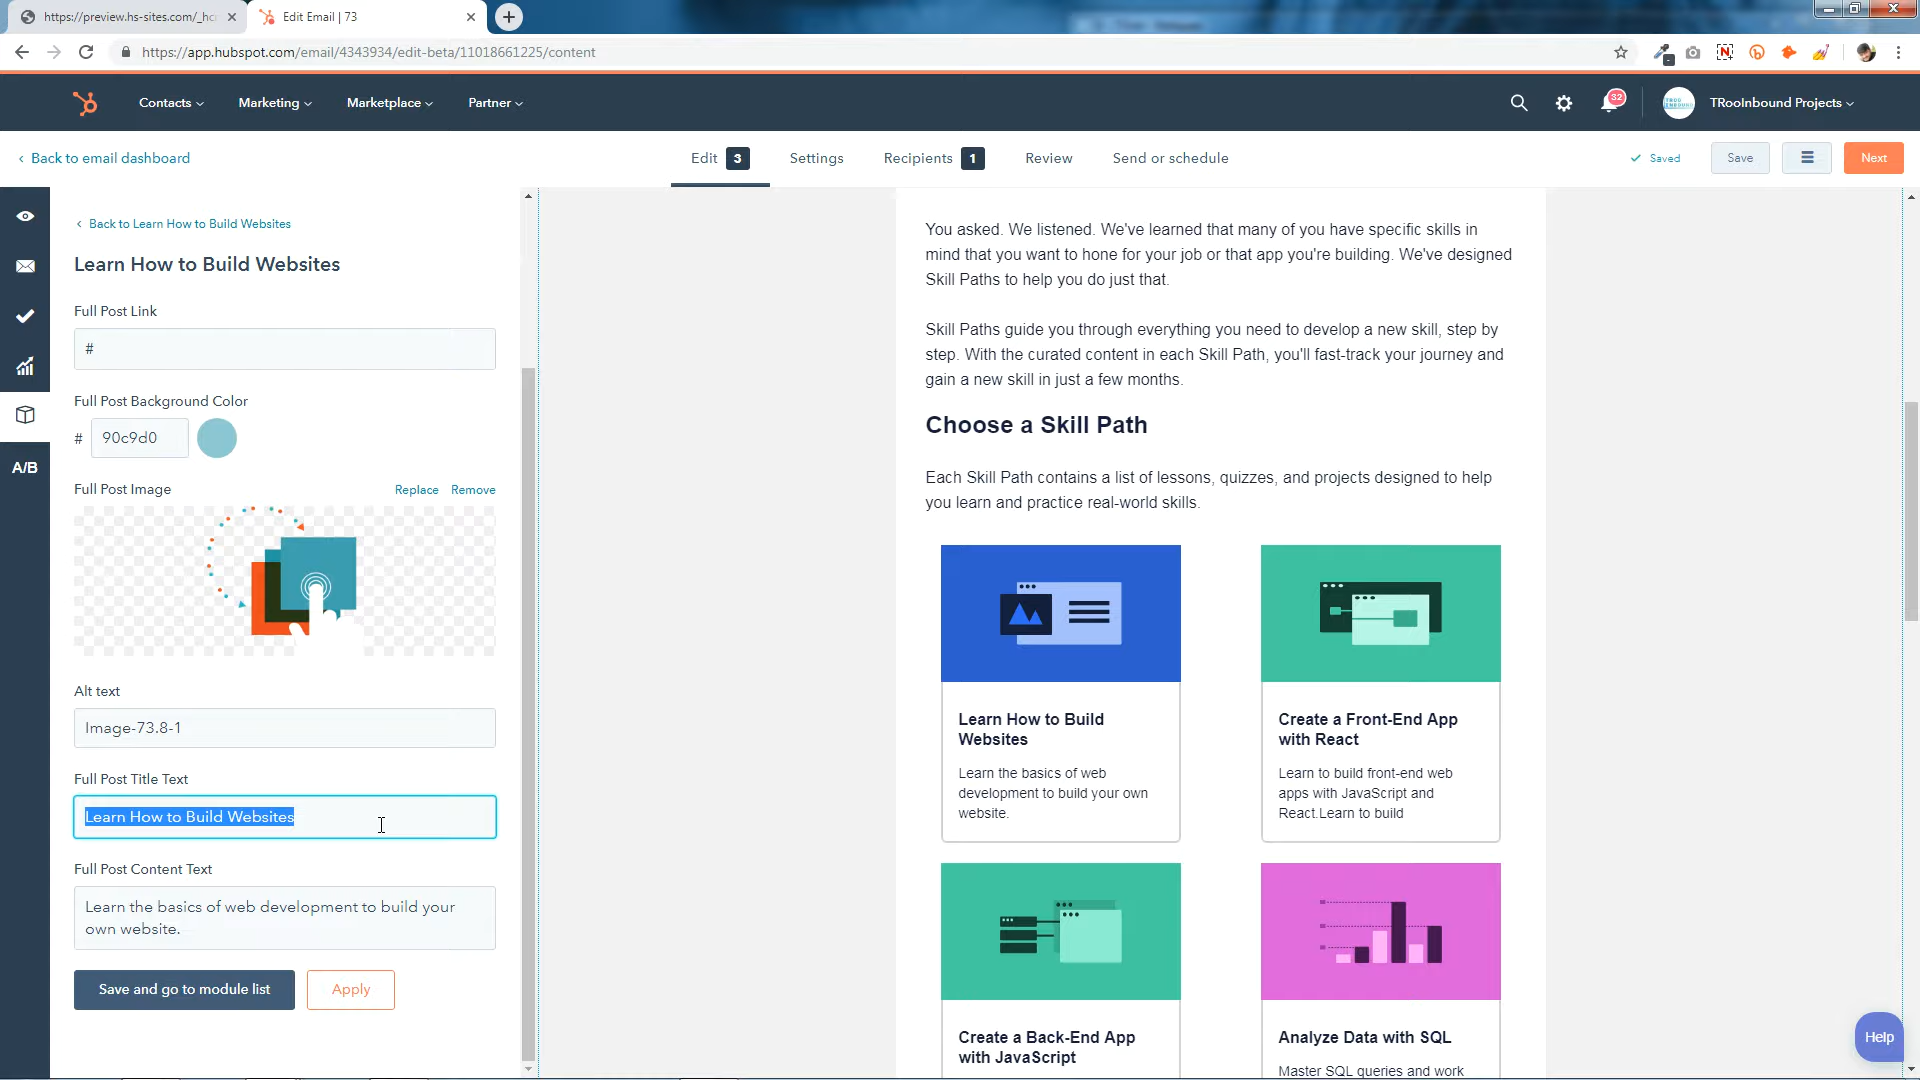 https://preview.hs-sites.com/_hcm
Edit Email | 73
https://app.hubspot.com/email/4343934/edit-beta/11018661225/content
Contacts
Marketing
Marketplace
Partner
32
TRooInbound Projects
Back to email dashboard
Edit 3
Settings
Recipients 1
Review
Send or schedule
Saved
Save
Next
A/B
Back to Learn How to Build Websites
Learn How to Build Websites
Full Post Link
#
Full Post Background Color
# 90c9d0
Full Post Image
Replace
Remove
Alt text
Image-73.8-1
Full Post Title Text
Learn How to Build Websites
Full Post Content Text
Learn the basics of web development to build your
own website.
Save and go to module list
Apply
You asked. We listened. We've learned that many of you have specific skills in
mind that you want to hone for your job or that app you're building. We've designed
Skill Paths to help you do just that.
Skill Paths guide you through everything you need to develop a new skill, step by
step. With the curated content in each Skill Path, you'll fast-track your journey and
gain a new skill in just a few months.
Choose a Skill Path
Each Skill Path contains a list of lessons, quizzes, and projects designed to help
you learn and practice real-world skills.
Learn How to Build
Websites
Learn the basics of web
development to build your own
website.
Create a Front-End App
with React
Learn to build front-end web
apps with JavaScript and
React.Learn to build
Create a Back-End App
with JavaScript
Analyze Data with SQL
Master SQL queries and work
Help